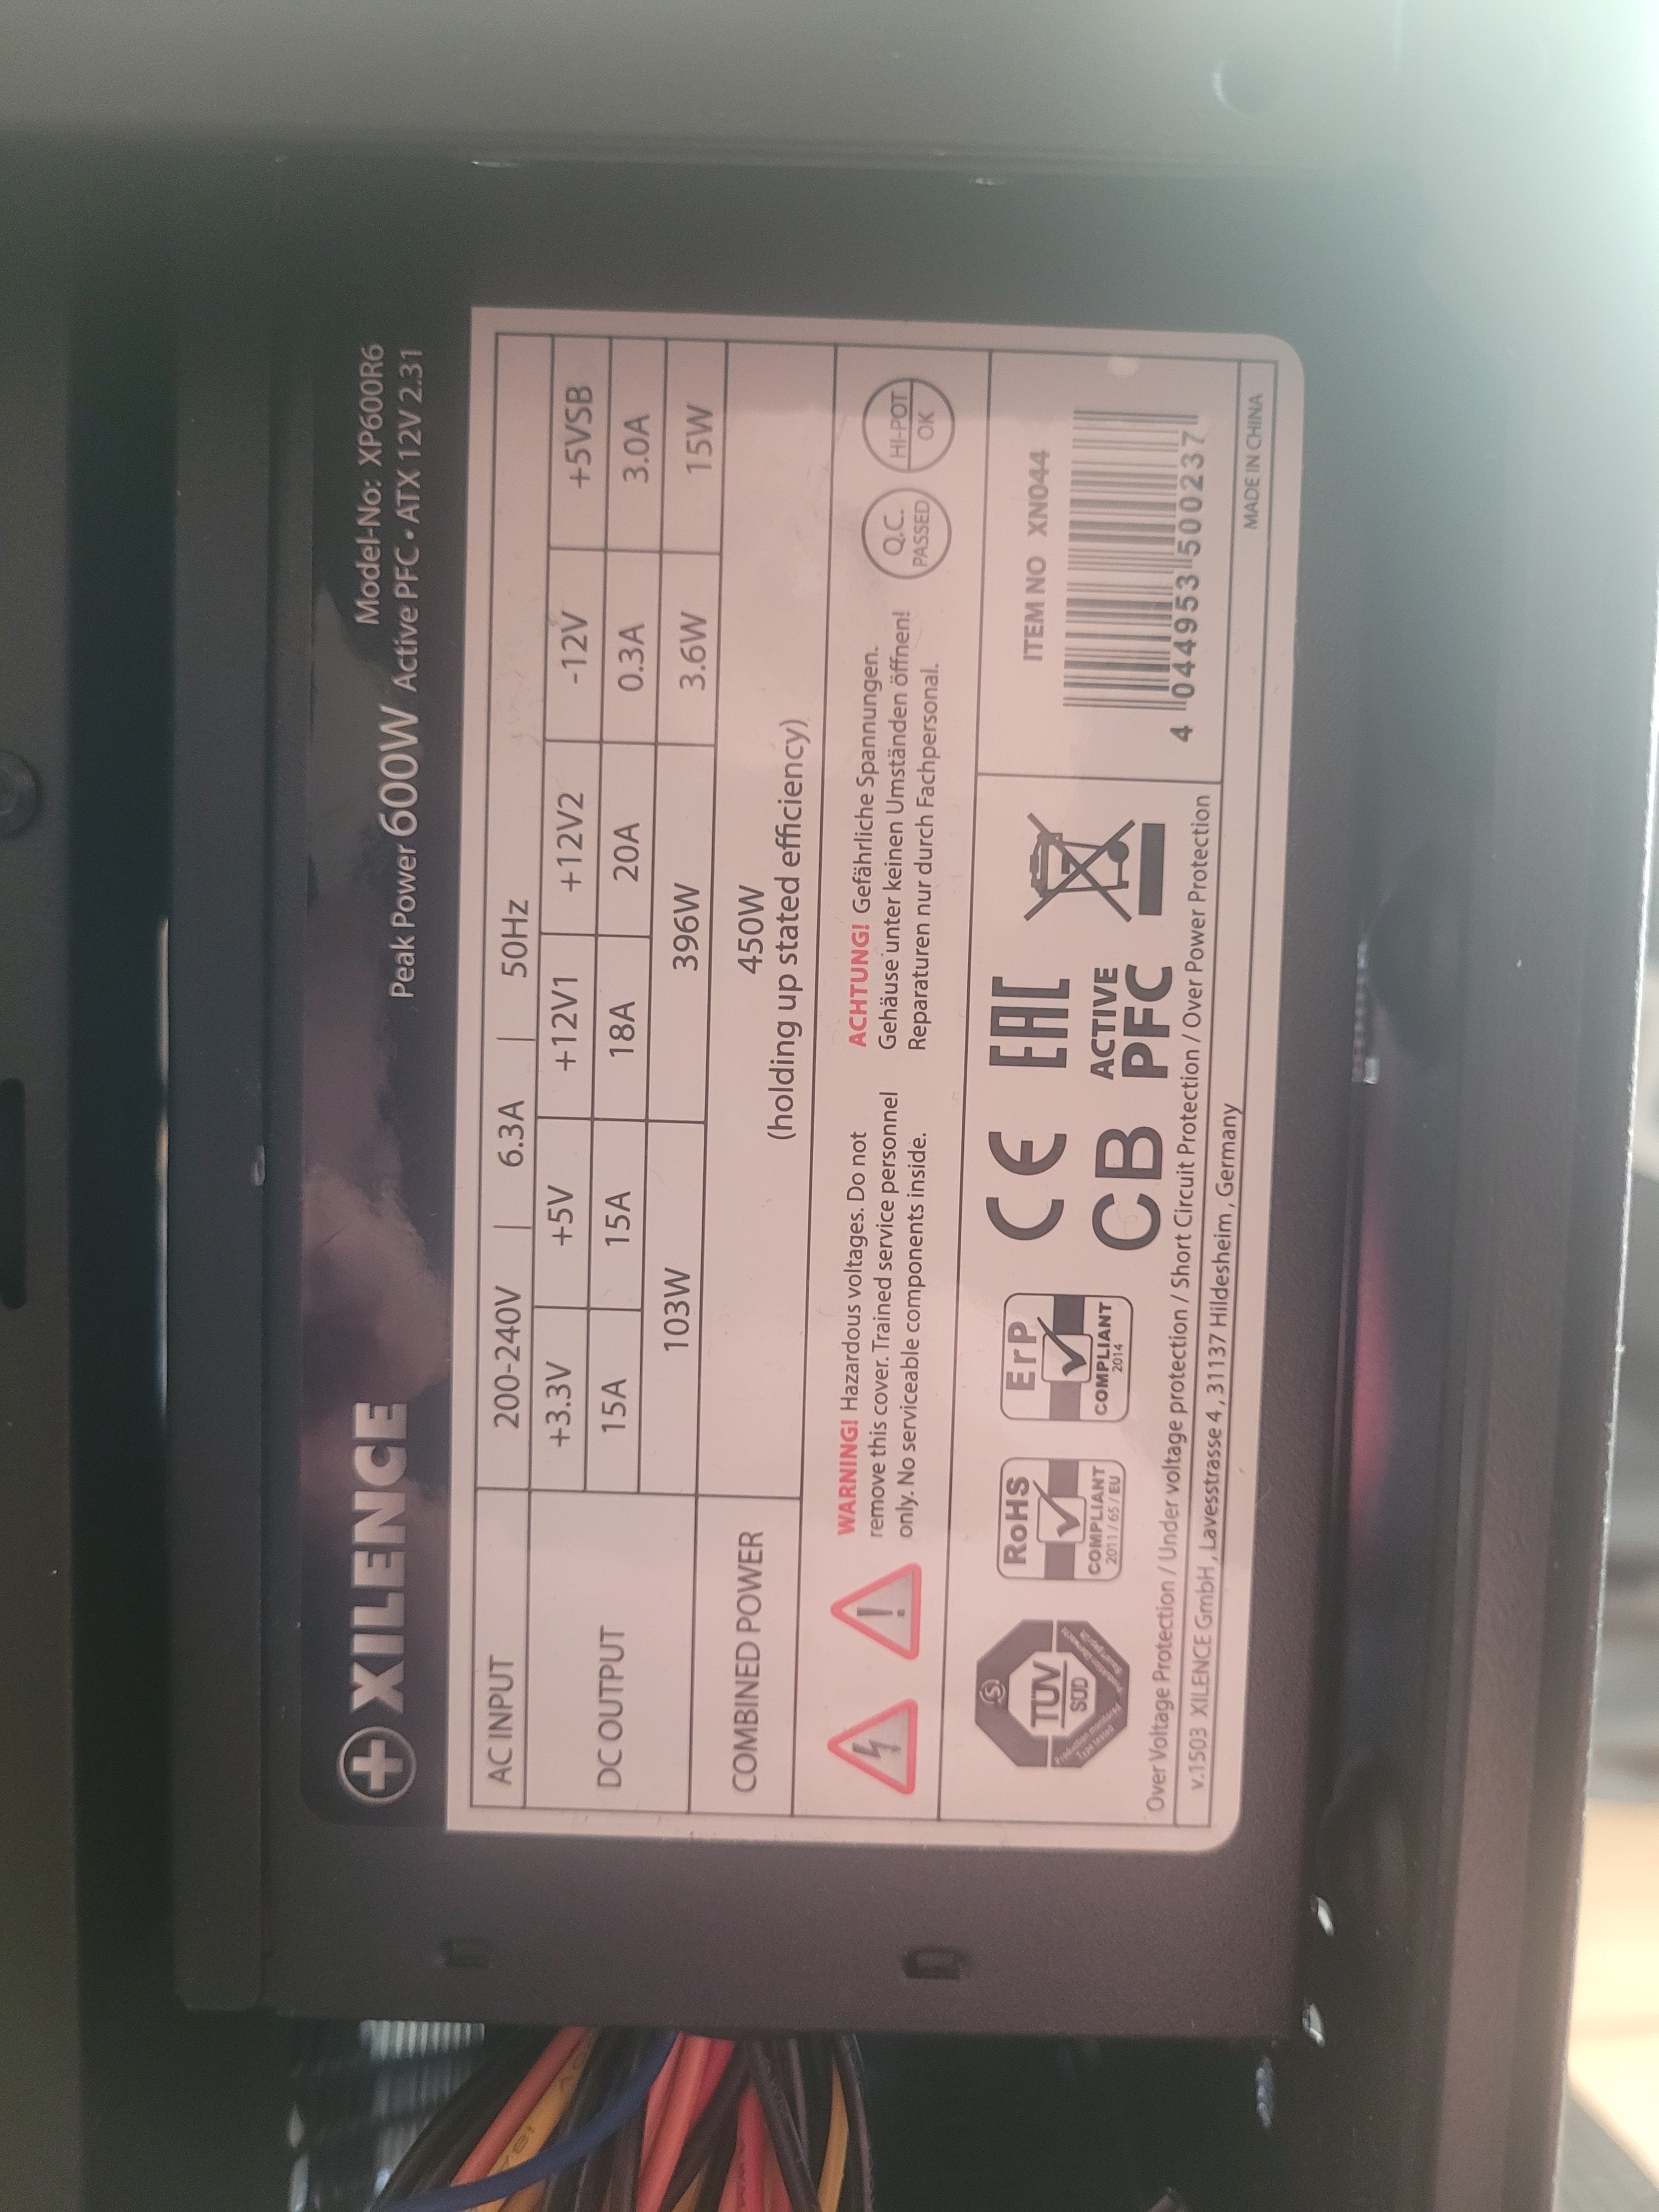 XILENCE
Model-No: XP600R6
Peak Power 600W Active PFC • ATX 12V 2.31
AC INPUT 200-240V | 6.3A | 50Hz
DC OUTPUT +3.3V +5V +12V1 +12V2 -12V +5VSB
15A 15A 18A 20A 0.3A 3.0A
103W 396W 3.6W 15W
COMBINED POWER 450W
(holding up stated efficiency)
WARNING! Hazardous voltages. Do not
remove this cover. Trained service personnel
only. No serviceable components inside.
ACHTUNG! Gefährliche Spannungen.
Gehäuse unter keinen Umständen öffnen!
Reparaturen nur durch Fachpersonal.
Q.C.
PASSED
HI-POT
OK
TÜV
SÜD
Production monitored
Type tested
RoHS
COMPLIANT
2011 / 65 / EU
ErP
COMPLIANT
2014
CE EAC
CB ACTIVE
PFC
ITEM NO XN044
4 044953 500237
Over Voltage Protection / Under voltage protection / Short Circuit Protection / Over Power Protection
v.1503 XILENCE GmbH , Lavesstrasse 4 , 31137 Hildesheim , Germany
MADE IN CHINA